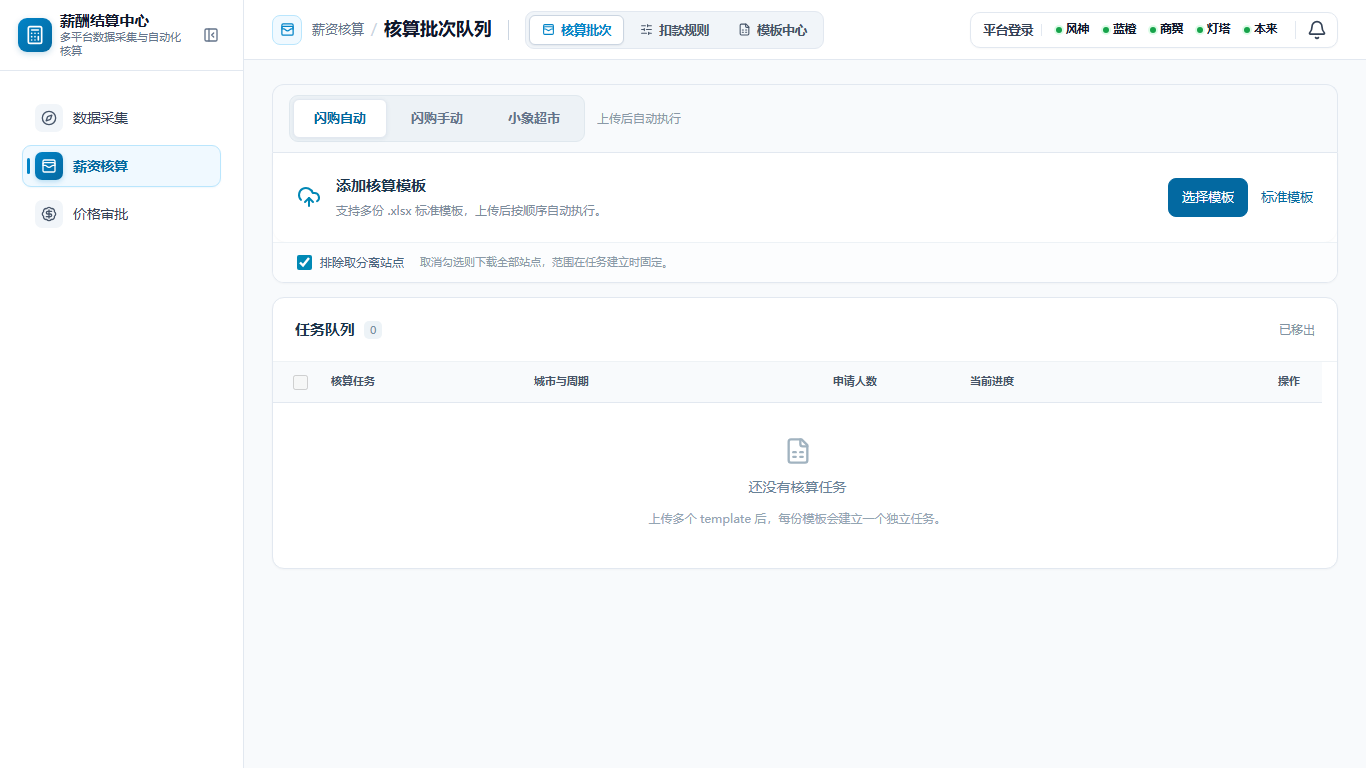 薪酬结算中心
多平台数据采集与自动化
核算
数据采集
薪资核算
价格审批
薪资核算 / 核算批次队列
核算批次 扣款规则 模板中心
平台登录 风神 蓝橙 商翼 灯塔 本来
闪购自动 闪购手动 小象超市 上传后自动执行
添加核算模板
支持多份 .xlsx 标准模板，上传后按顺序自动执行。
选择模板 标准模板
排除取分离站点 取消勾选则下载全部站点，范围在任务建立时固定。
任务队列 0 已移出
核算任务 城市与周期 申请人数 当前进度 操作
还没有核算任务
上传多个 template 后，每份模板会建立一个独立任务。